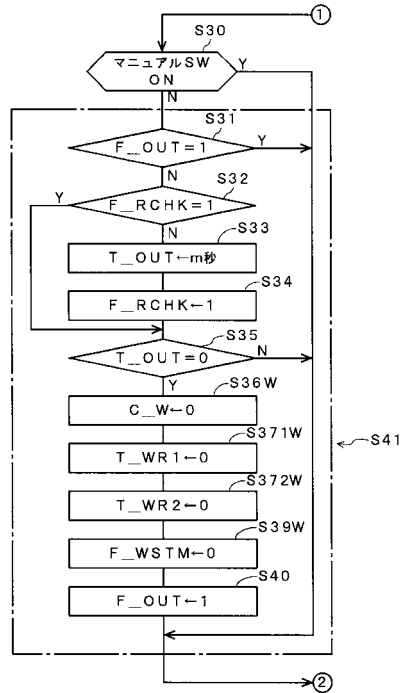 ①
S30
マニュアルSW
ON
Y
N
S31
F_OUT=1
Y
N
S32
Y
F_RCHK=1
N
S33
T_OUT←m秒
S34
F_RCHK←1
S35
T_OUT=0
N
Y
S36W
C_W←0
S371W
T_WR1←0
S41
S372W
T_WR2←0
S39W
F_WSTM←0
S40
F_OUT←1
②